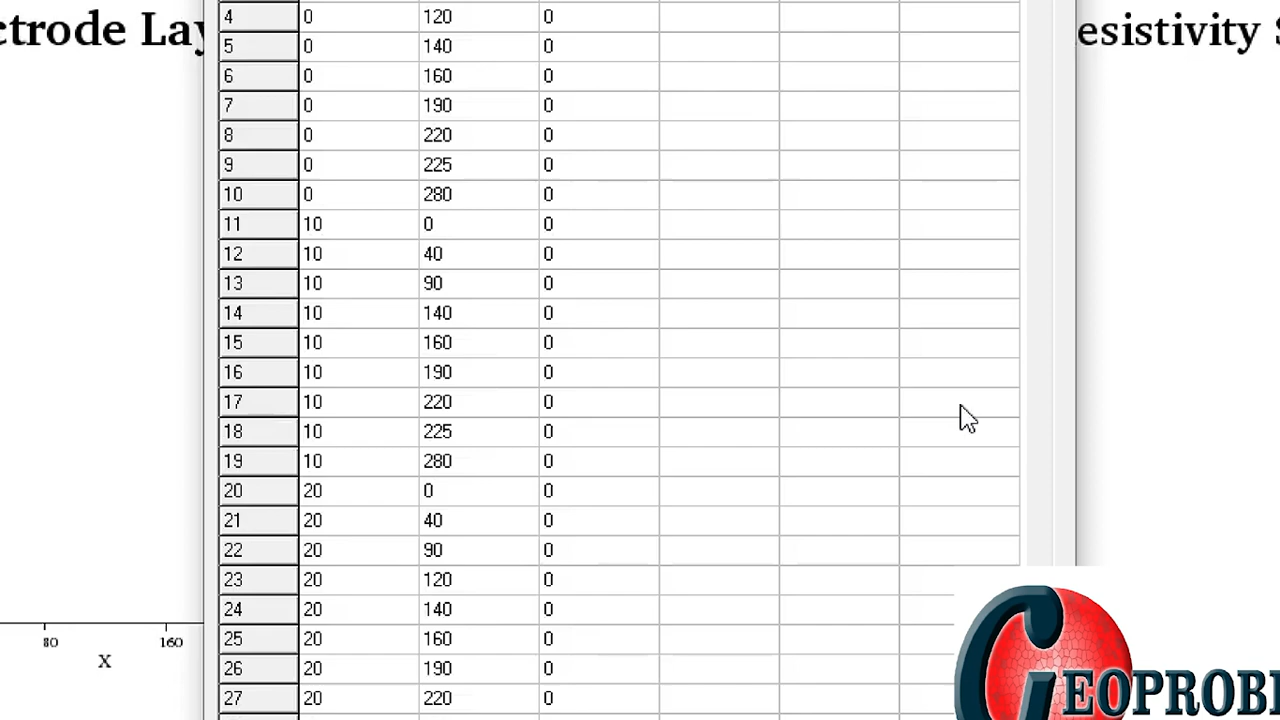 ctrode Lay
esistivity S
4 0 120 0
5 0 140 0
6 0 160 0
7 0 190 0
8 0 220 0
9 0 225 0
10 0 280 0
11 10 0 0
12 10 40 0
13 10 90 0
14 10 140 0
15 10 160 0
16 10 190 0
17 10 220 0
18 10 225 0
19 10 280 0
20 20 0 0
21 20 40 0
22 20 90 0
23 20 120 0
24 20 140 0
25 20 160 0
26 20 190 0
27 20 220 0
80 160
X
GEOPROBE